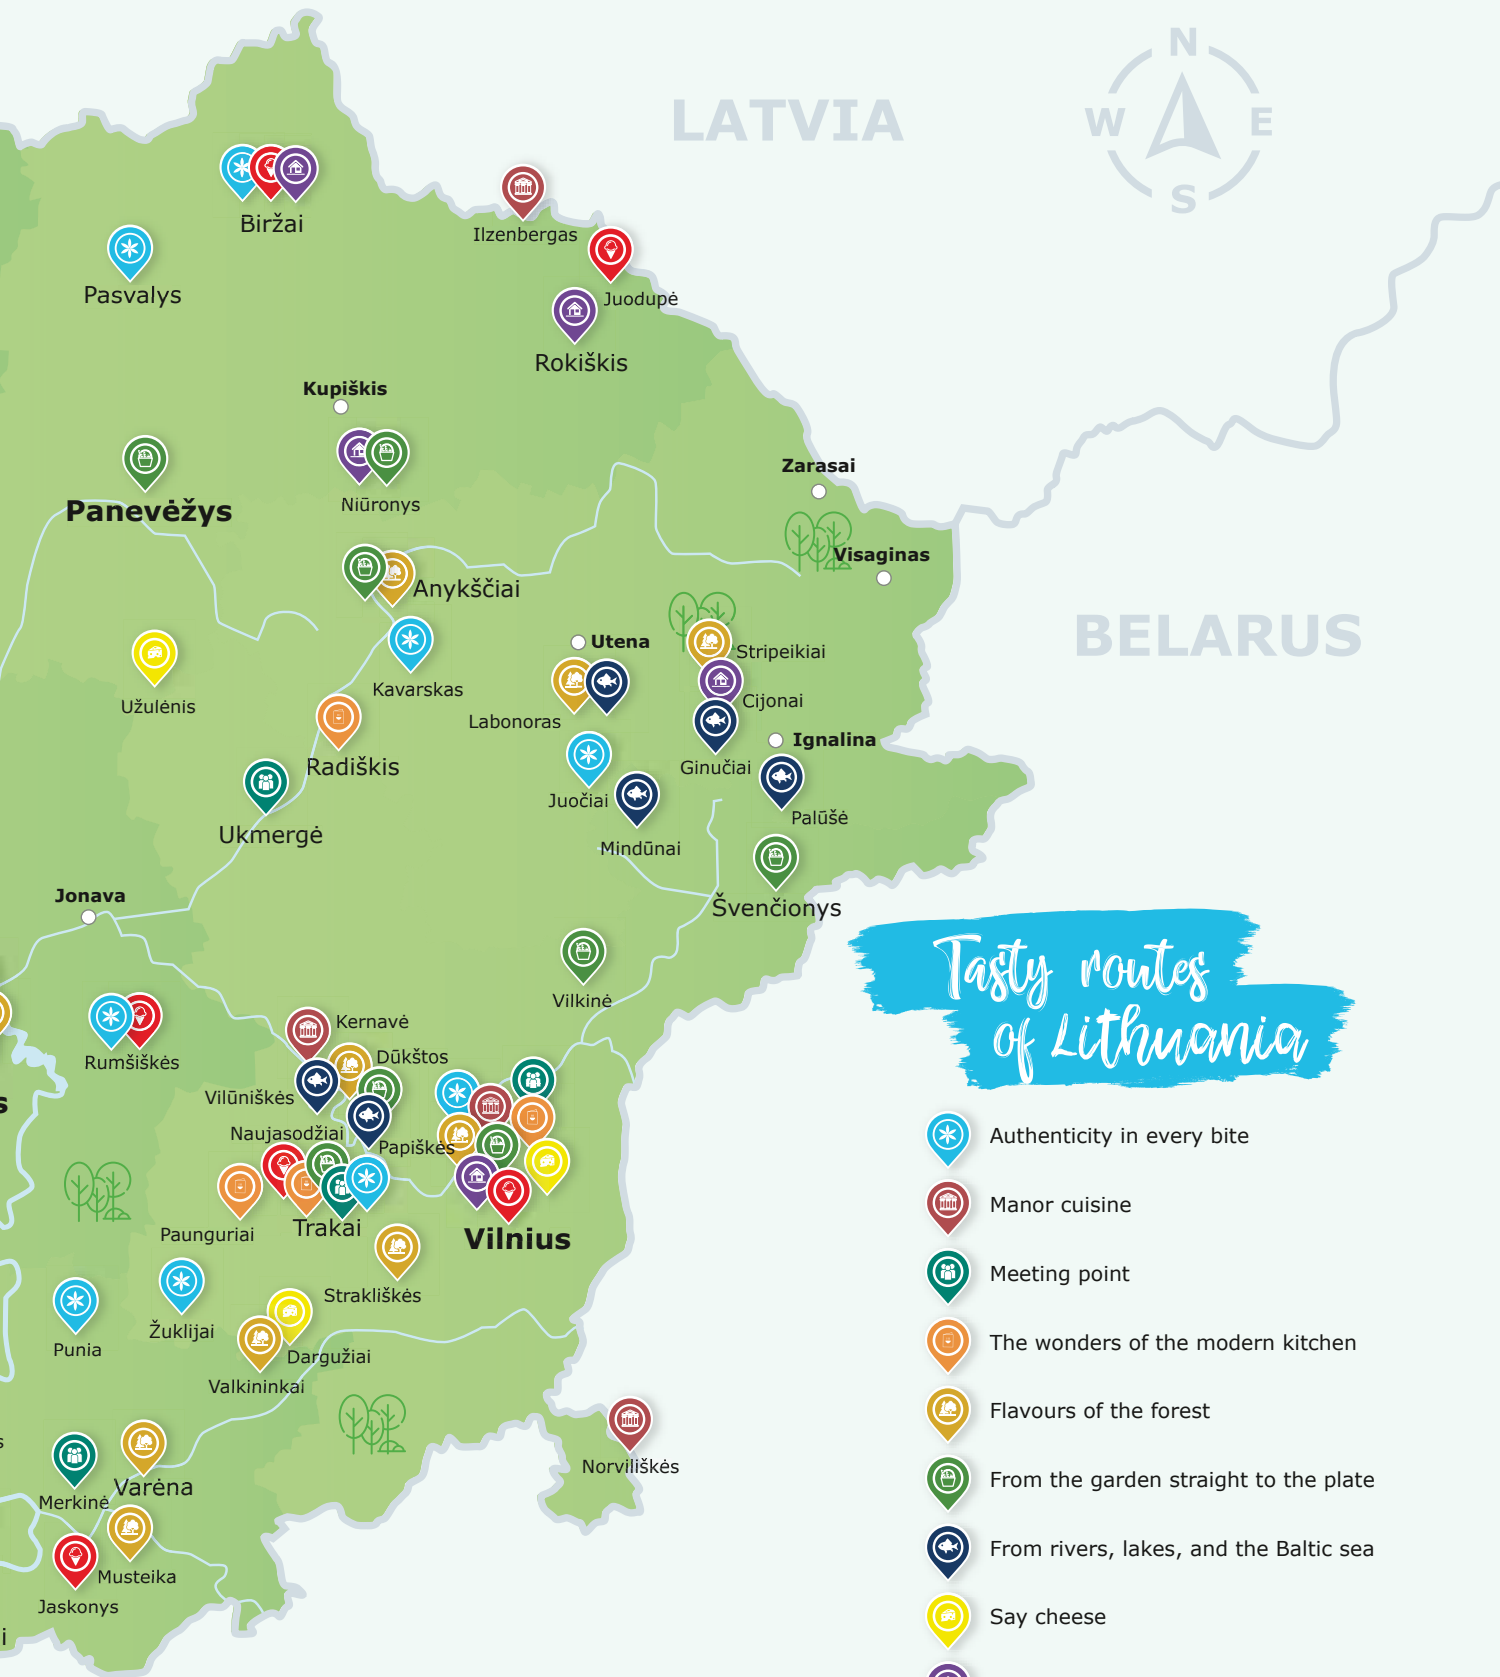 N
LATVIA
W
E
S
Biržai
Ilzenbergas
Pasvalys
Juodupė
Rokiškis
Kupiškis
Zarasai
Niūronys
Panevėžys
Visaginas
Anykščiai
Utena
Stripeikiai
BELARUS
Kavarskas
Cijonai
Užulėnis
Labonoras
Ignalina
Radiškis
Ginučiai
Juočiai
Palūšė
Ukmergė
Mindūnai
Jonava
Švenčionys
Tasty routes
of Lithuania
Vilkinė
Kernavė
Dūkštos
Rumšiškės
Vilūniškės
s
Naujasodžiai
Papiškės
Authenticity in every bite
Manor cuisine
Paunguriai
Trakai
Vilnius
Meeting point
Strakliškės
Žuklijai
Punia
Dargužiai
The wonders of the modern kitchen
Valkininkai
Flavours of the forest
s
Norviliškės
Merkinė
Varėna
From the garden straight to the plate
From rivers, lakes, and the Baltic sea
Musteika
Jaskonys
Say cheese
i